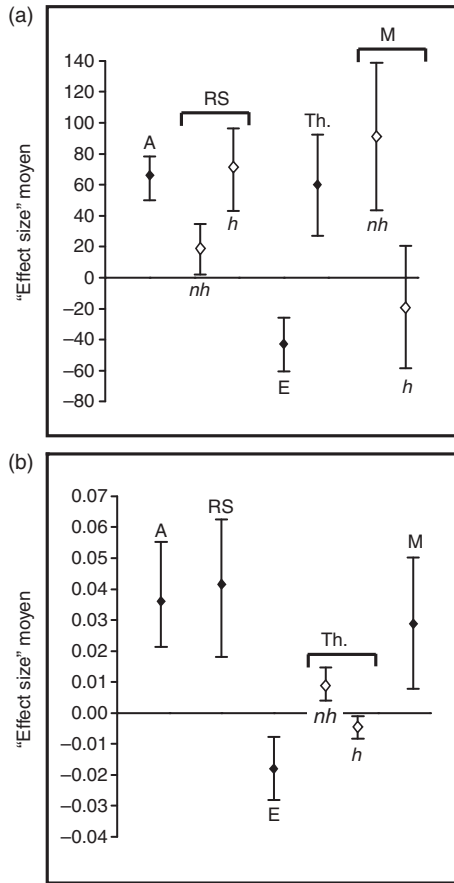 (a)
"Effect size" moyen
140
120
100
80
60
40
20
0
−20
−40
−60
−80
A
RS
nh
h
E
Th.
M
nh
h
(b)
"Effect size" moyen
0.07
0.06
0.05
0.04
0.03
0.02
0.01
0.00
−0.01
−0.02
−0.03
−0.04
A
RS
E
Th.
nh
h
M